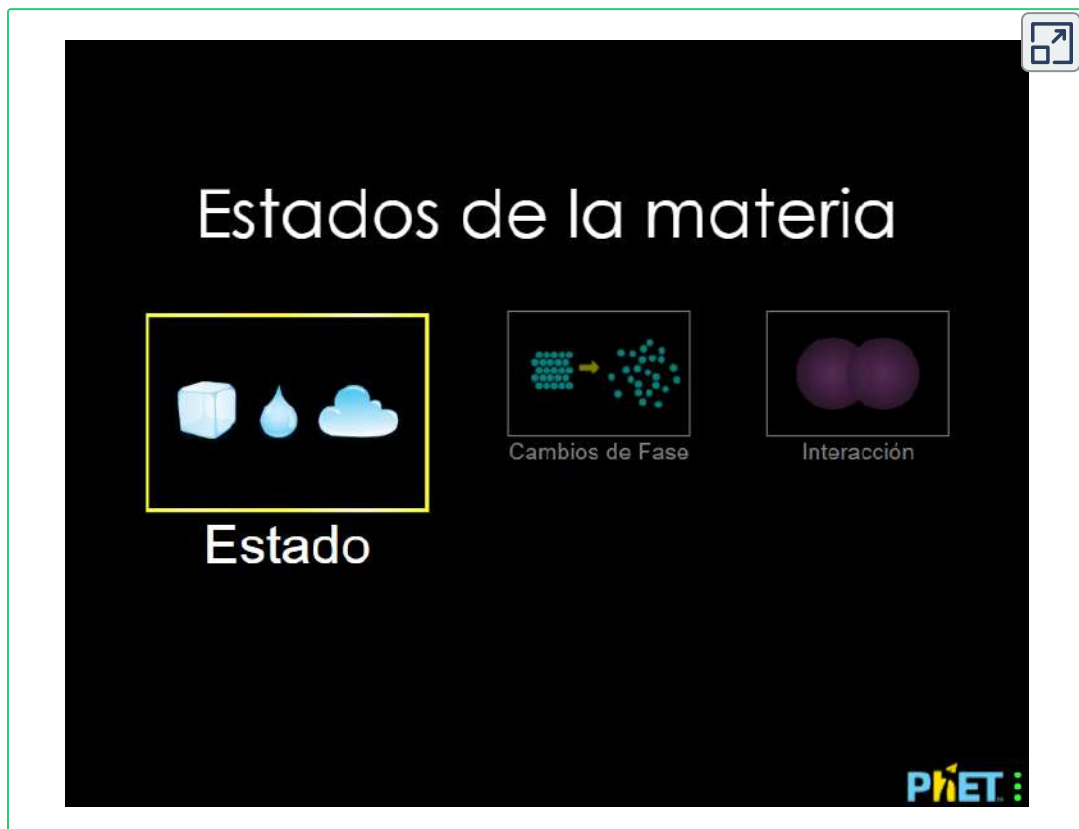 Estados de la materia
Cambios de Fase
Interacción
Estado
PhET